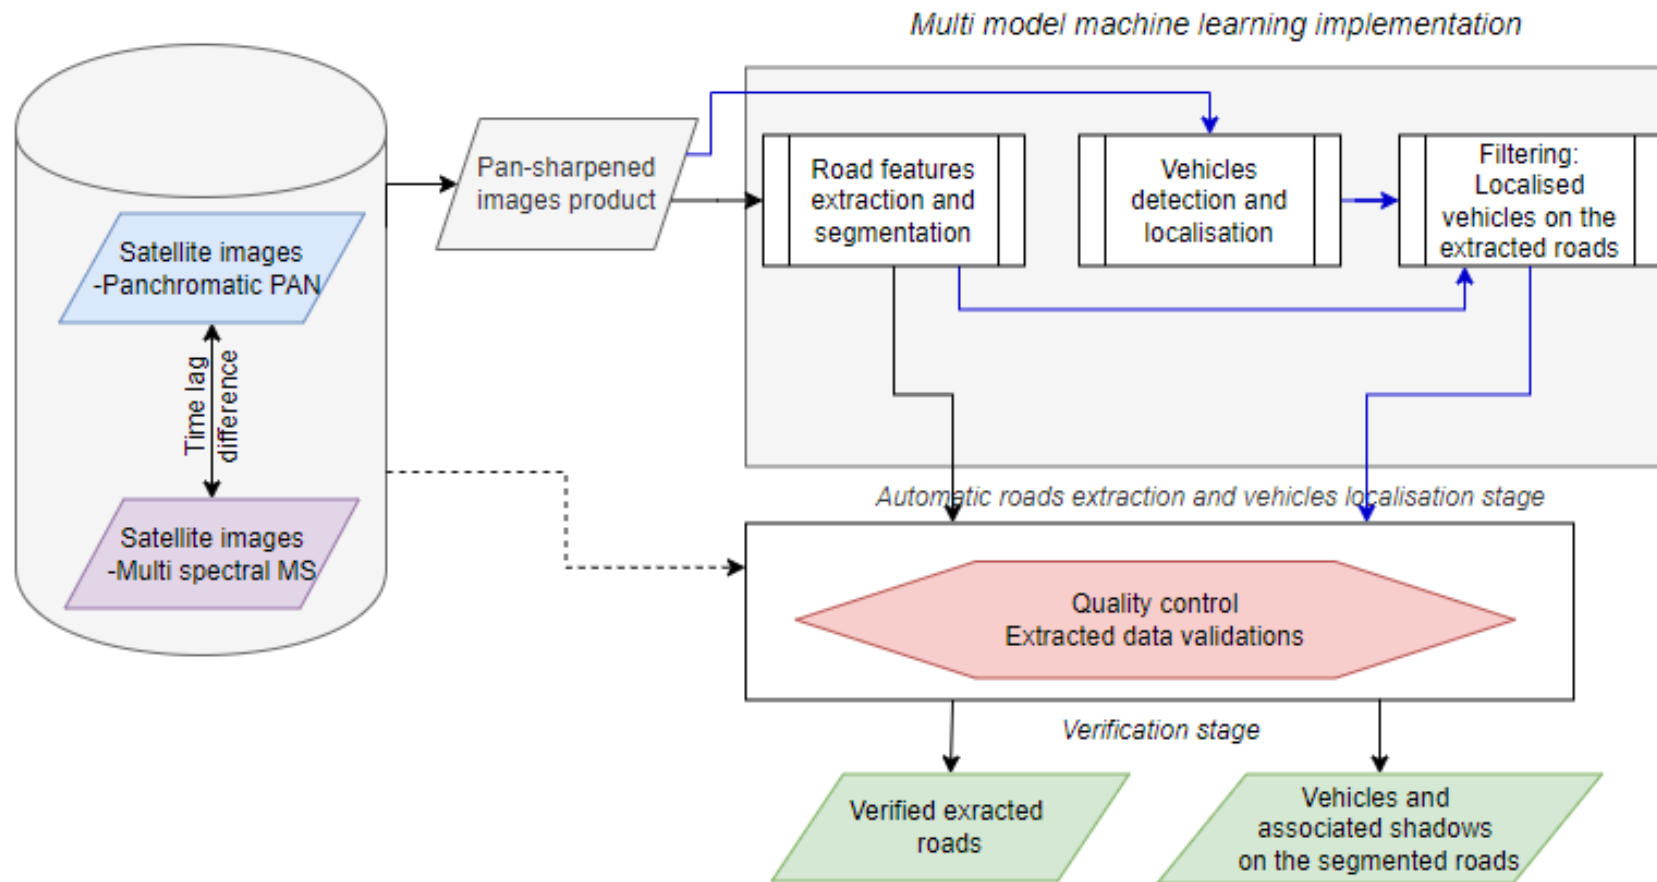 Multi model machine learning implementation
Satellite images
-Panchromatic PAN
Time lag
difference
Satellite images
-Multi spectral MS
Pan-sharpened
images product
Road features
extraction and
segmentation
Vehicles
detection and
localisation
Filtering:
Localised
vehicles on the
extracted roads
Automatic roads extraction and vehicles localisation stage
Quality control
Extracted data validations
Verification stage
Verified exracted
roads
Vehicles and
associated shadows
on the segmented roads